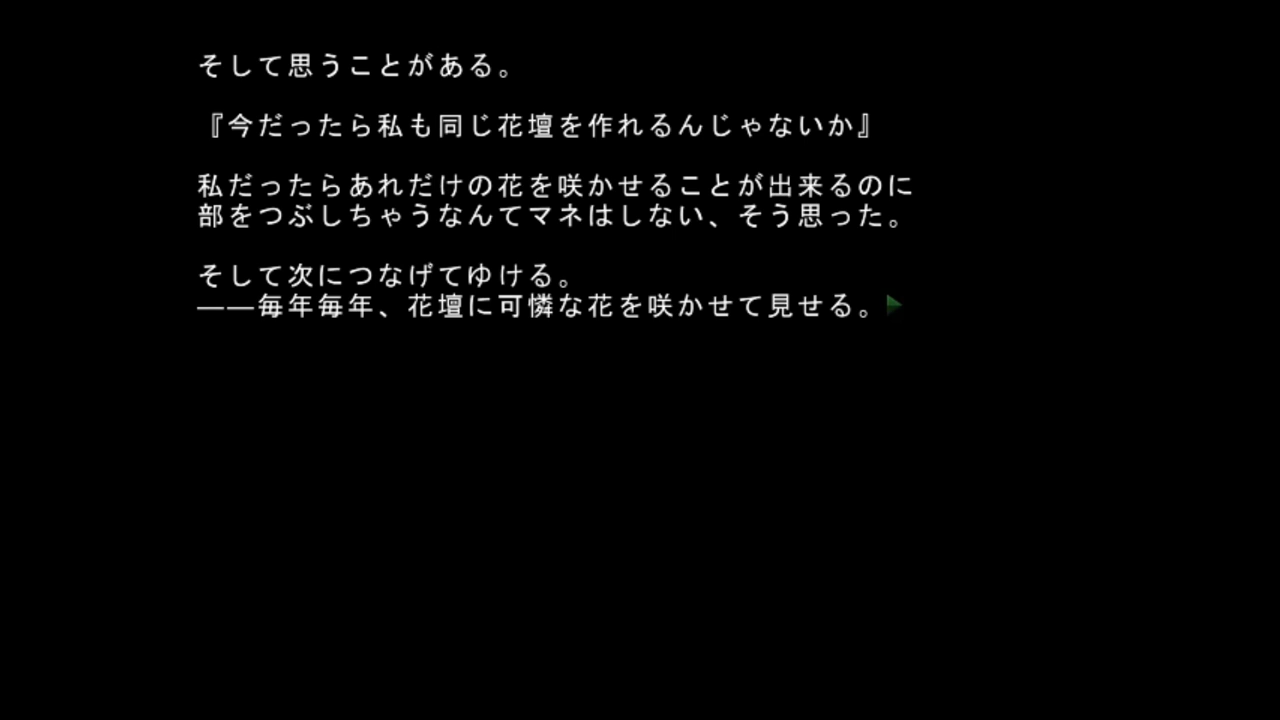 そして思うことがある。
『今だったら私も同じ花壇を作れるんじゃないか』
私だったらあれだけの花を咲かせることが出来るのに
部をつぶしちゃうなんてマネはしない、そう思った。
そして次につなげてゆける。
――毎年毎年、花壇に可憐な花を咲かせて見せる。